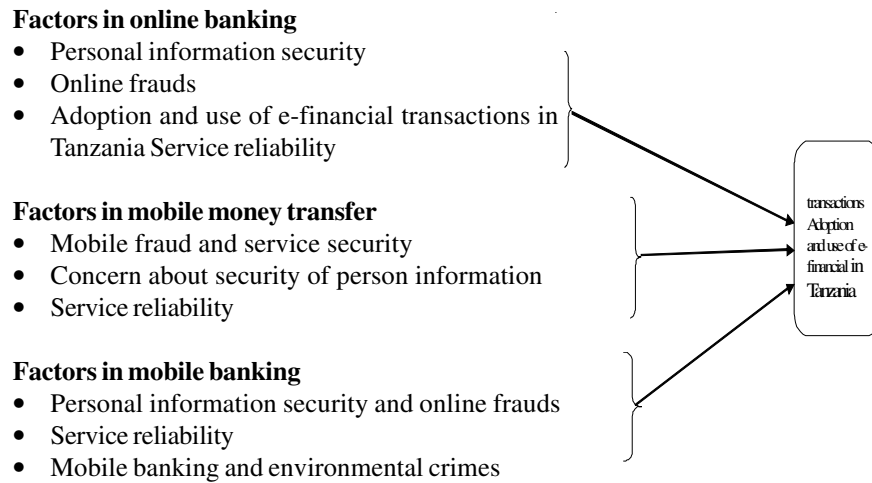 Factors in online banking
• Personal information security
• Online frauds
• Adoption and use of e-financial transactions in
Tanzania Service reliability
Factors in mobile money transfer
• Mobile fraud and service security
• Concern about security of person information
• Service reliability
Factors in mobile banking
• Personal information security and online frauds
• Service reliability
• Mobile banking and environmental crimes
transactions
Adoption
and use of e-
financial in
Tanzania